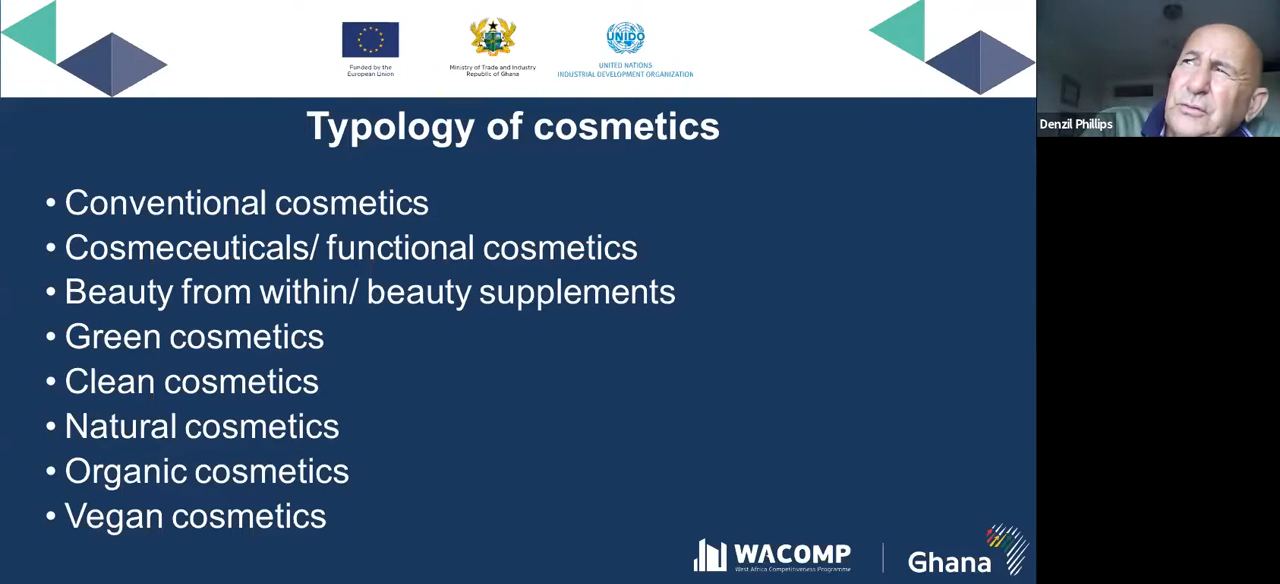 Funded by the
European Union
Ministry of Trade and Industry
Republic of Ghana
UNIDO
UNITED NATIONS
INDUSTRIAL DEVELOPMENT ORGANIZATION
Denzil Phillips
Typology of cosmetics
• Conventional cosmetics
• Cosmeceuticals/ functional cosmetics
• Beauty from within/ beauty supplements
• Green cosmetics
• Clean cosmetics
• Natural cosmetics
• Organic cosmetics
• Vegan cosmetics
WACOMP
West Africa Competitiveness Programme
Ghana